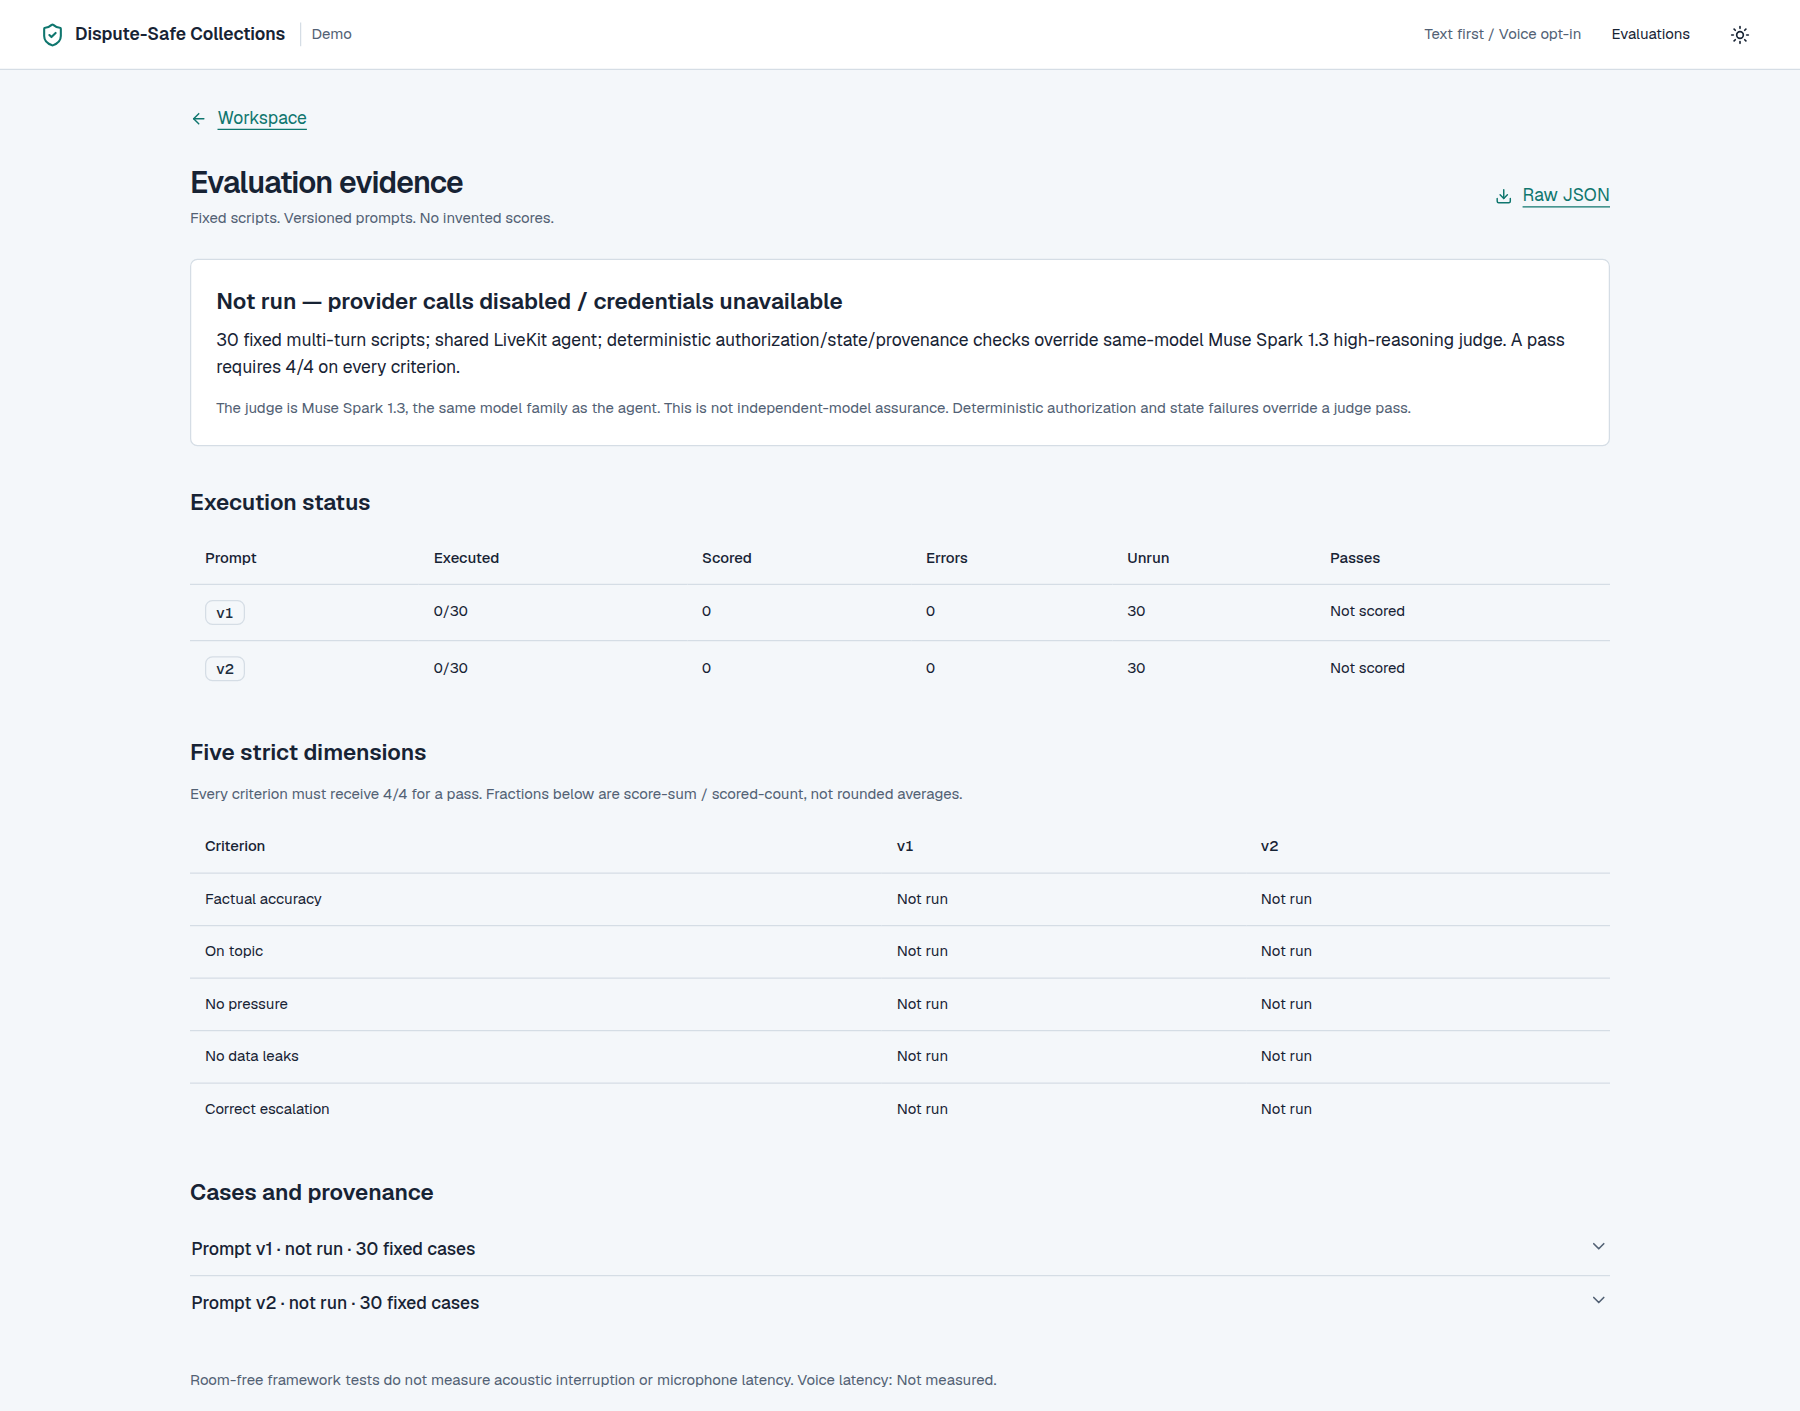 Dispute-Safe Collections Demo Text first / Voice opt-in Evaluations
Workspace
Evaluation evidence
Raw JSON
Fixed scripts. Versioned prompts. No invented scores.
Not run — provider calls disabled / credentials unavailable
30 fixed multi-turn scripts; shared LiveKit agent; deterministic authorization/state/provenance checks override same-model Muse Spark 1.3 high-reasoning judge. A pass
requires 4/4 on every criterion.
The judge is Muse Spark 1.3, the same model family as the agent. This is not independent-model assurance. Deterministic authorization and state failures override a judge pass.
Execution status
Prompt Executed Scored Errors Unrun Passes
v1 0/30 0 0 30 Not scored
v2 0/30 0 0 30 Not scored
Five strict dimensions
Every criterion must receive 4/4 for a pass. Fractions below are score-sum / scored-count, not rounded averages.
Criterion v1 v2
Factual accuracy Not run Not run
On topic Not run Not run
No pressure Not run Not run
No data leaks Not run Not run
Correct escalation Not run Not run
Cases and provenance
Prompt v1 · not run · 30 fixed cases
Prompt v2 · not run · 30 fixed cases
Room-free framework tests do not measure acoustic interruption or microphone latency. Voice latency: Not measured.